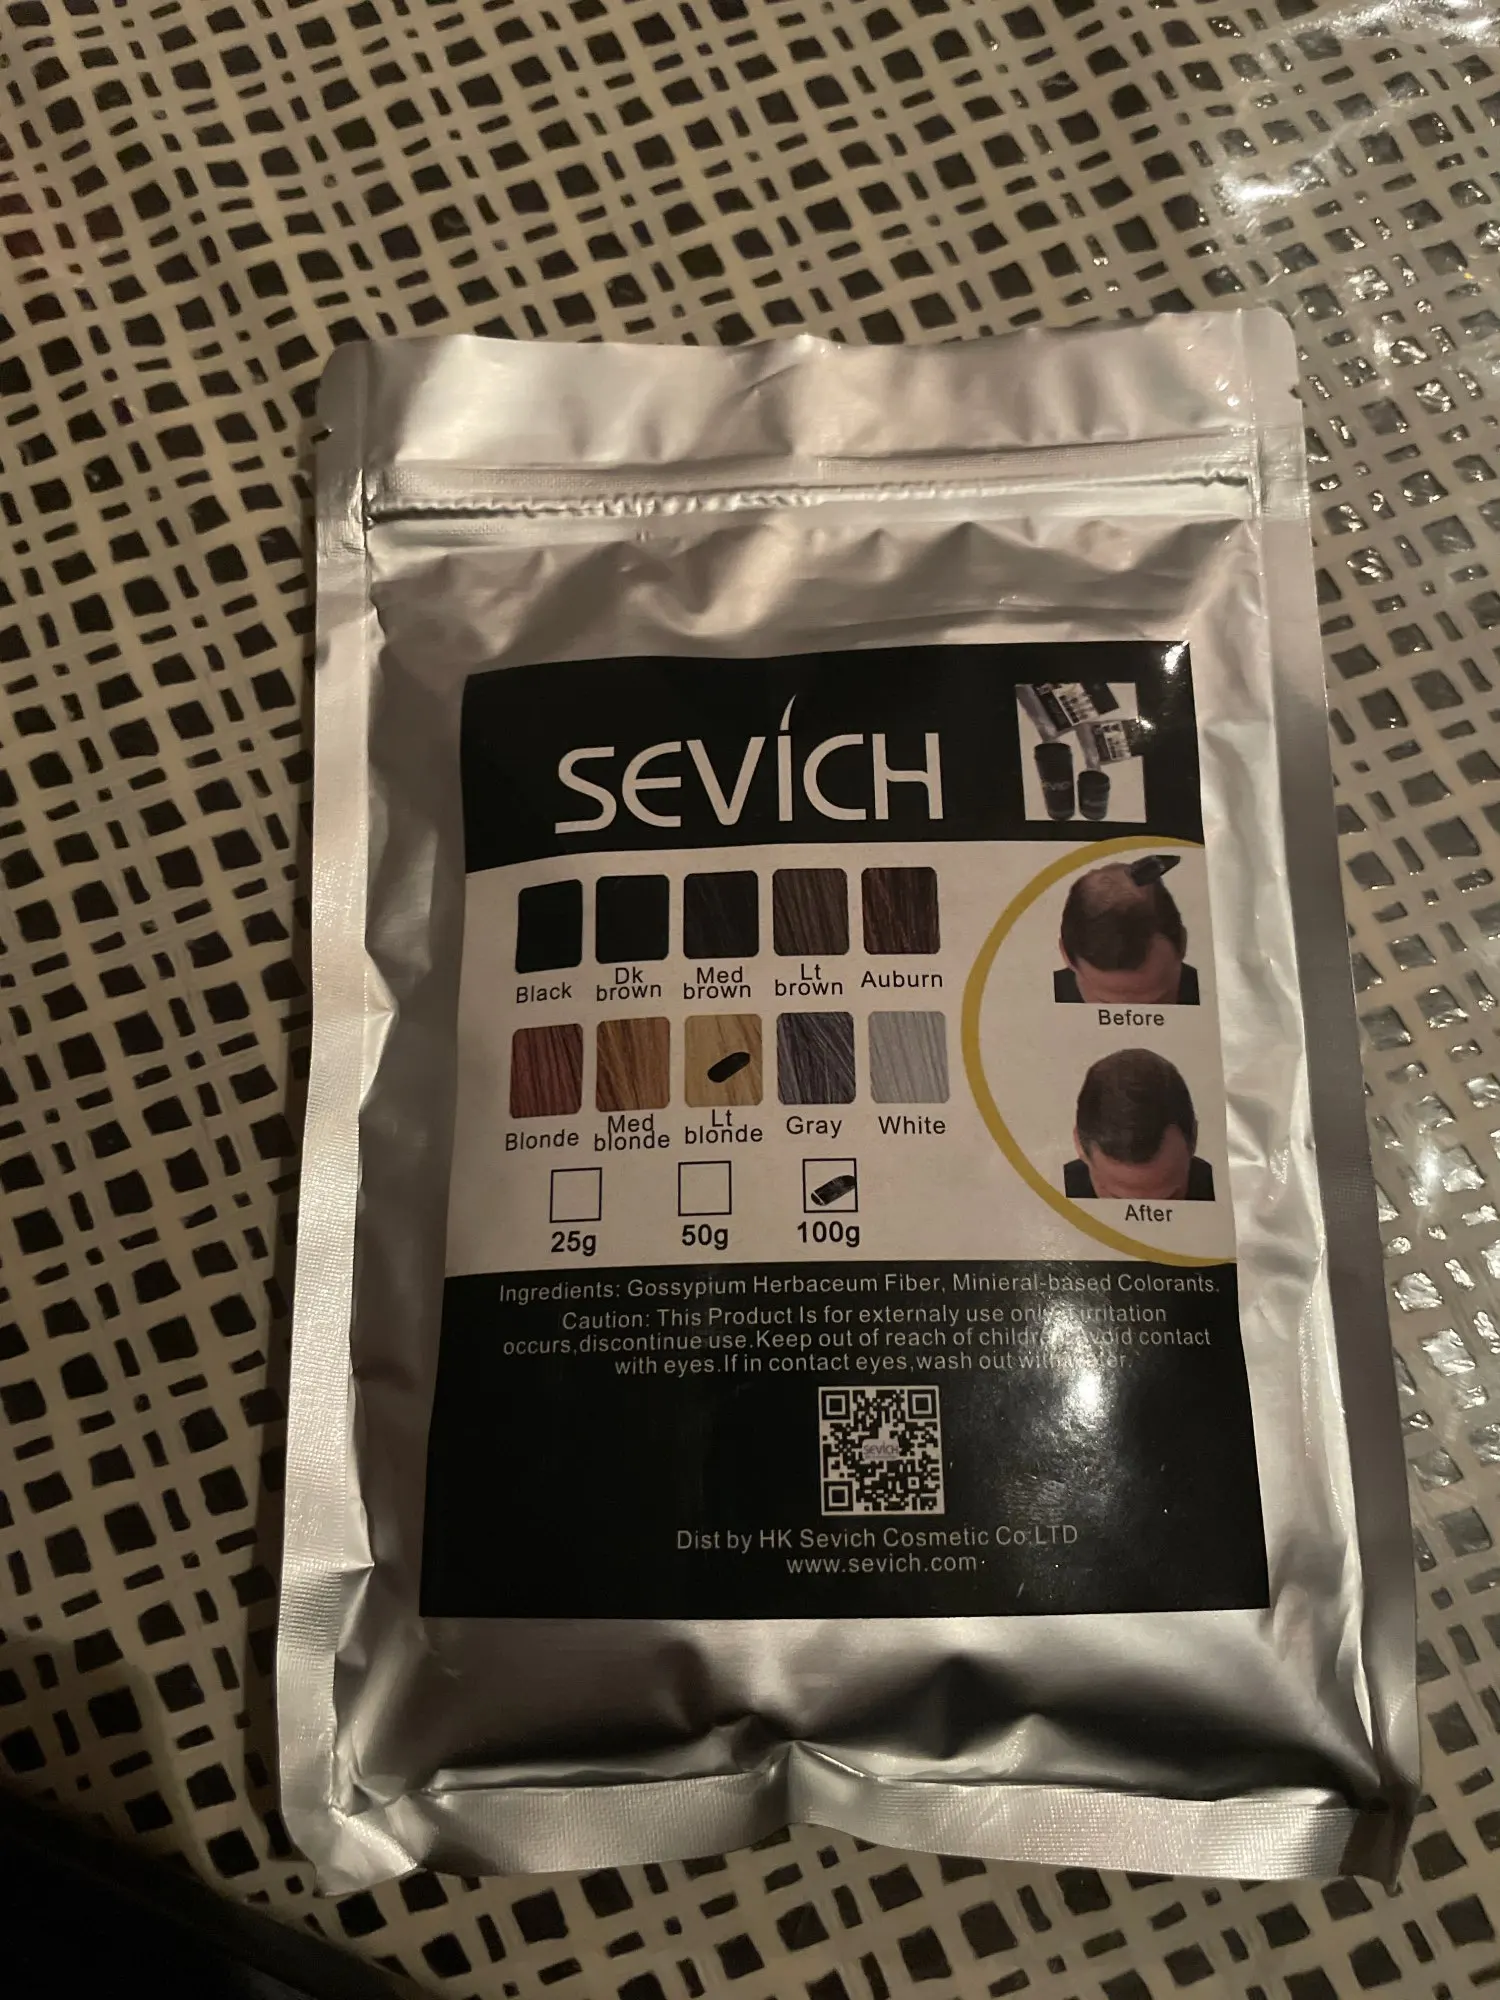 SEVICH
Black
Dk brown
Med brown
Lt brown
Auburn
Blonde
Med blonde
Lt blonde
Gray
White
Before
After
25g
50g
100g
Ingredients: Gossypium Herbaceum Fiber, Minieral-based Colorants.
Caution: This Product Is for externaly use irritation
occurs,discontinue use.Keep out of reach of contact
with eyes.If in contact eyes,wash out
SEVICH
Dist by HK Sevich Cosmetic Co.LTD
www.sevich.com